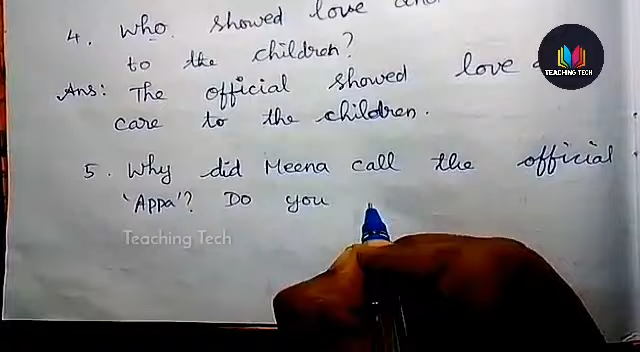 4. Who showed love and
to the children?
TEACHING TECH
Ans: The official showed love
care to the children.
5. Why did Meena call the official
'Appa'? Do you
Teaching Tech